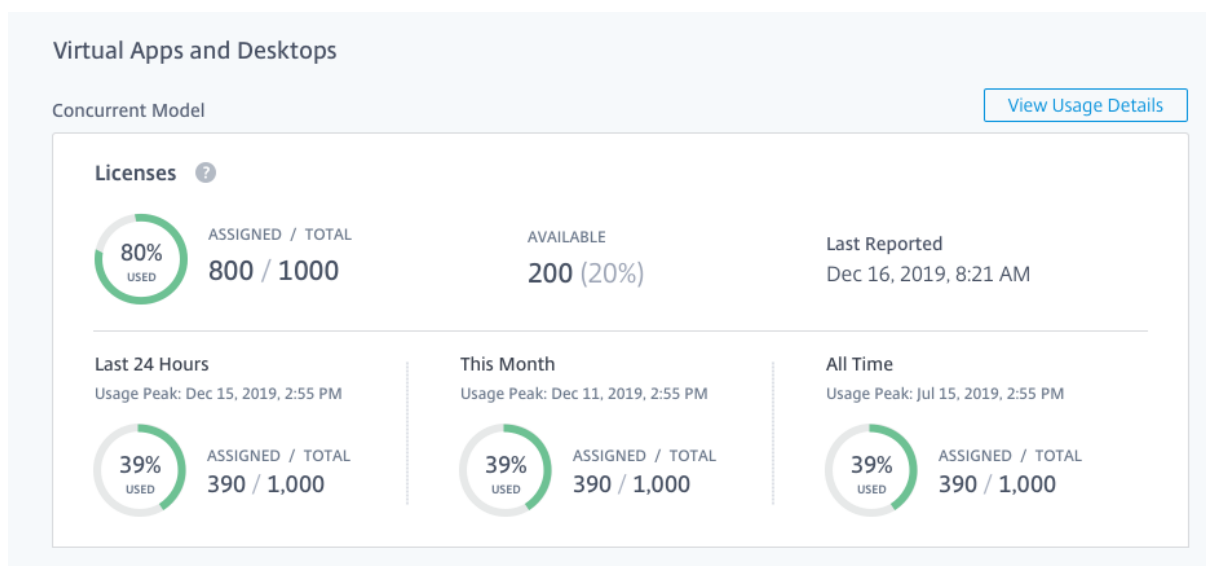 Virtual Apps and Desktops
Concurrent Model
View Usage Details
Licenses ?
80%
USED
ASSIGNED / TOTAL
800 / 1000
AVAILABLE
200 (20%)
Last Reported
Dec 16, 2019, 8:21 AM
Last 24 Hours
Usage Peak: Dec 15, 2019, 2:55 PM
39%
USED
ASSIGNED / TOTAL
390 / 1,000
This Month
Usage Peak: Dec 11, 2019, 2:55 PM
39%
USED
ASSIGNED / TOTAL
390 / 1,000
All Time
Usage Peak: Jul 15, 2019, 2:55 PM
39%
USED
ASSIGNED / TOTAL
390 / 1,000